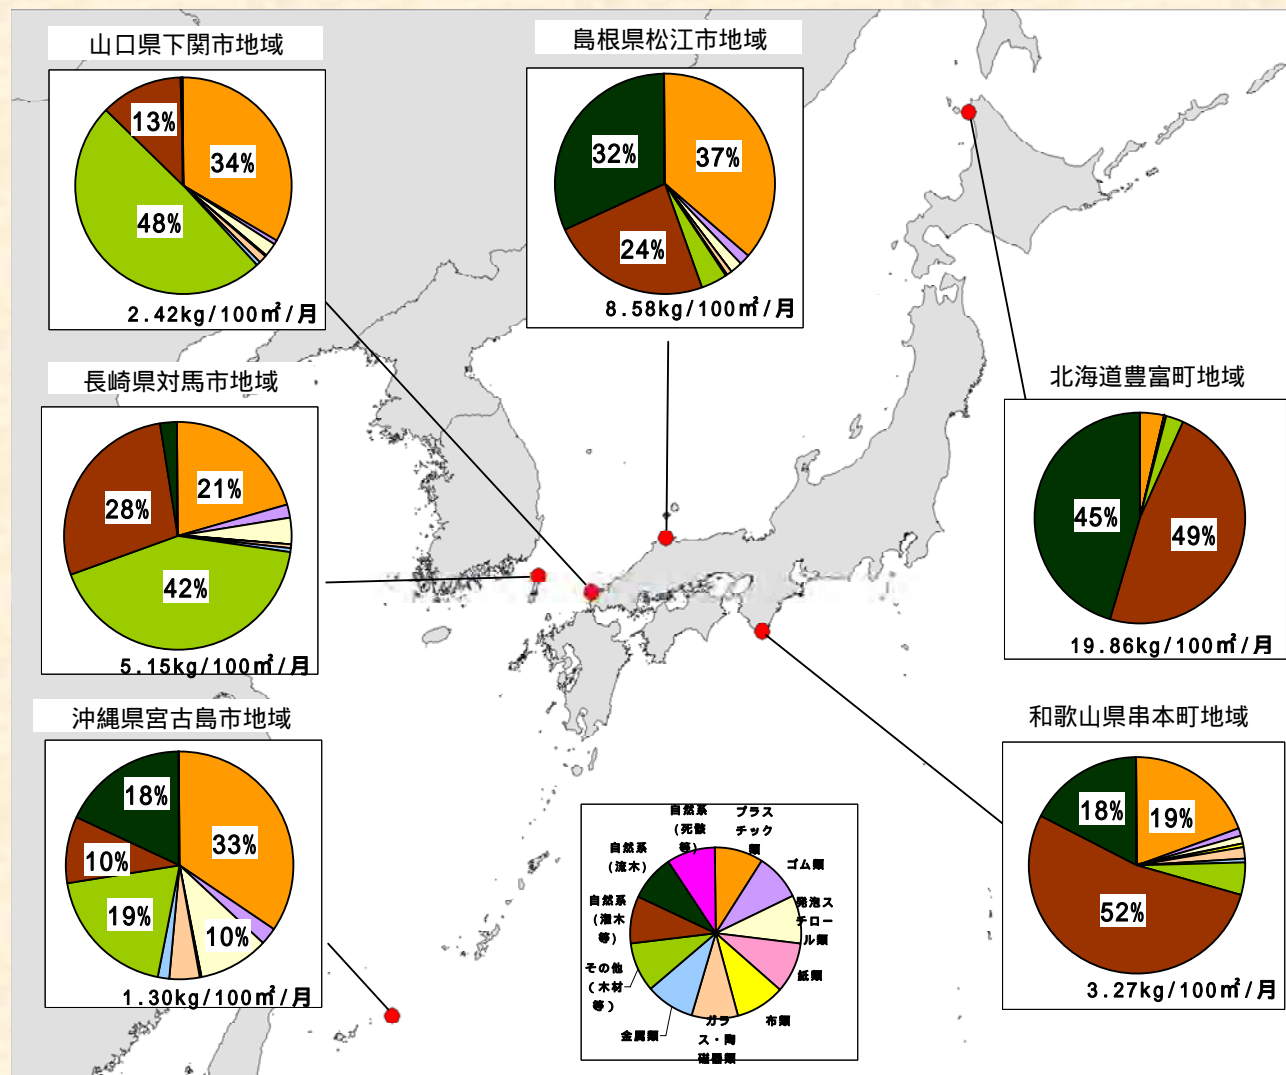 山口県下関市地域
13%
34%
48%
2.42kg/100㎡/月
島根県松江市地域
32%
37%
24%
8.58kg/100㎡/月
長崎県対馬市地域
21%
28%
42%
5.15kg/100㎡/月
北海道豊富町地域
45%
49%
19.86kg/100㎡/月
沖縄県宮古島市地域
18%
33%
10%
19%
10%
1.30kg/100㎡/月
和歌山県串本町地域
18%
19%
52%
3.27kg/100㎡/月
自然系
(死骸
等)
プラス
チック
類
ゴム類
発泡ス
チロー
ル類
紙類
布類
ガラ
ス・陶
磁器類
金属類
その他
(木材
等)
自然系
(潅木
等)
自然系
(流木)